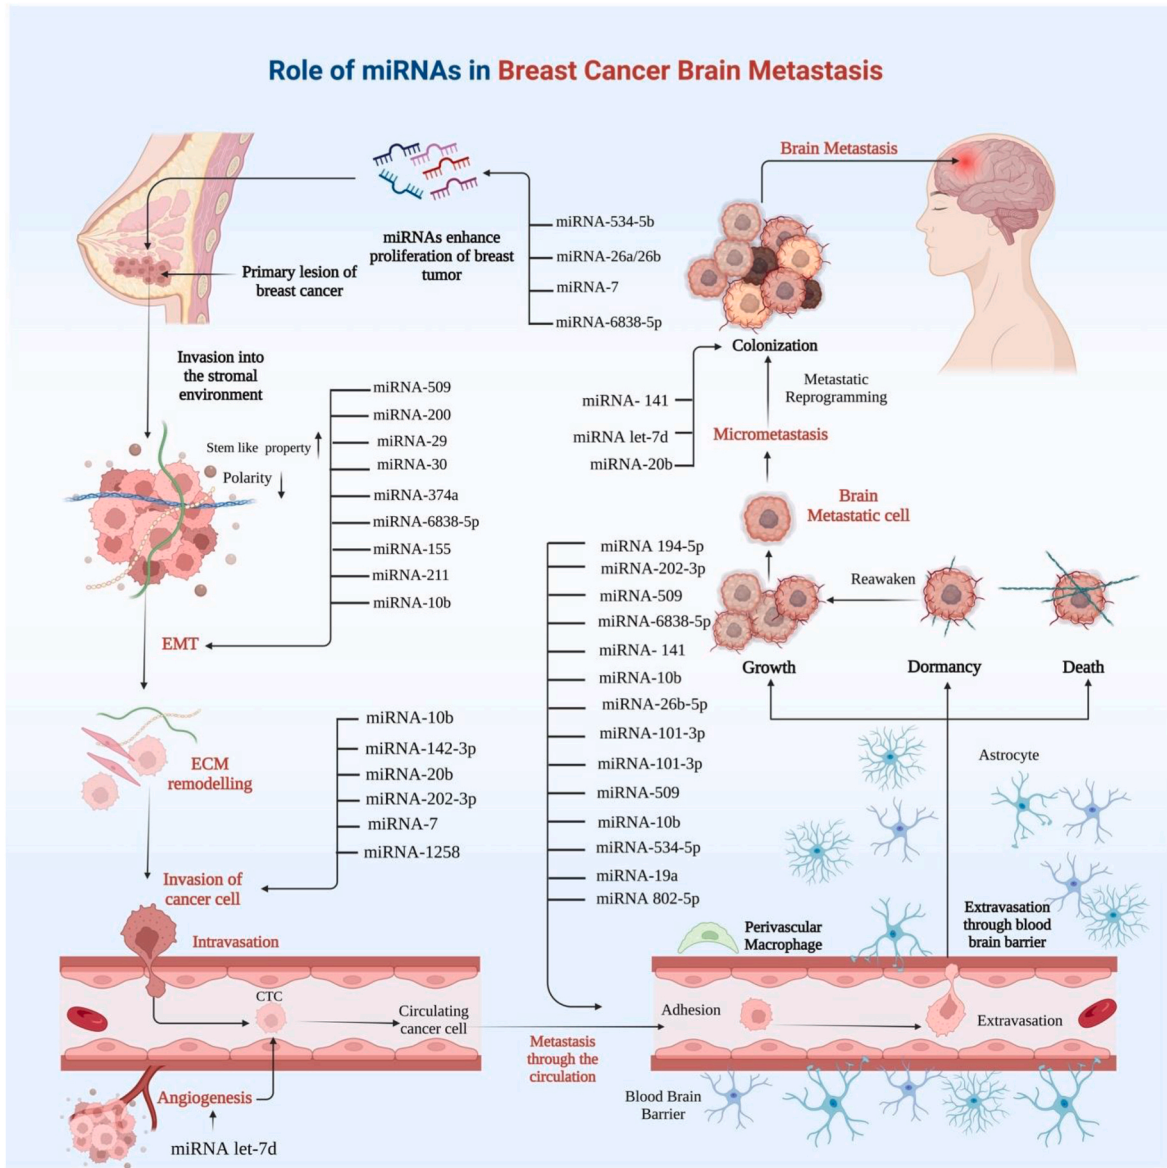 Role of miRNAs in Breast Cancer Brain Metastasis
miRNAs enhance
proliferation of breast
tumor
miRNA-534-5b
miRNA-26a/26b
miRNA-7
miRNA-6838-5p
Primary lesion of
breast cancer
Brain Metastasis
Colonization
Metastatic
Reprogramming
miRNA- 141
miRNA let-7d
miRNA-20b
Micrometastasis
Brain
Metastatic cell
Invasion into
the stromal
environment
Stem like property
Polarity
miRNA-509
miRNA-200
miRNA-29
miRNA-30
miRNA-374a
miRNA-6838-5p
miRNA-155
miRNA-211
miRNA-10b
EMT
miRNA 194-5p
miRNA-202-3p
miRNA-509
miRNA-6838-5p
miRNA- 141
miRNA-10b
miRNA-26b-5p
miRNA-101-3p
miRNA-101-3p
miRNA-509
miRNA-10b
miRNA-534-5p
miRNA-19a
miRNA 802-5p
Reawaken
Growth
Dormancy
Death
ECM
remodelling
miRNA-10b
miRNA-142-3p
miRNA-20b
miRNA-202-3p
miRNA-7
miRNA-1258
Invasion of
cancer cell
Intravasation
Astrocyte
Perivascular
Macrophage
Extravasation
through blood
brain barrier
CTC
Circulating
cancer cell
Metastasis
through the
circulation
Adhesion
Extravasation
Blood Brain
Barrier
Angiogenesis
miRNA let-7d